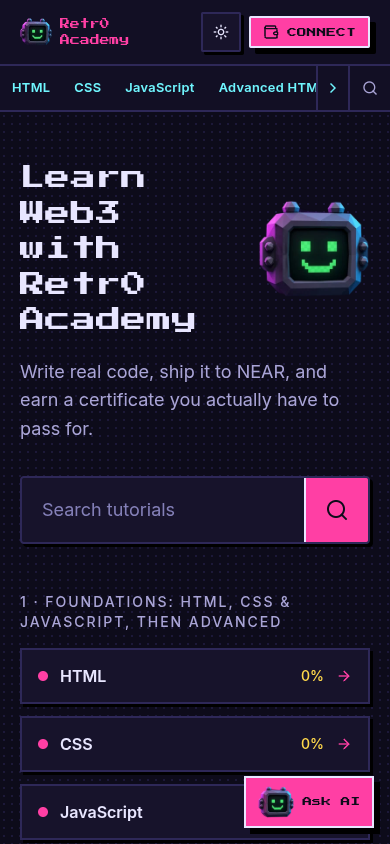 Retr0
Academy
CONNECT
HTML CSS JavaScript Advanced HTM
Learn
Web3
with
Retr0
Academy
Write real code, ship it to NEAR, and
earn a certificate you actually have to
pass for.
Search tutorials
1 · FOUNDATIONS: HTML, CSS &
JAVASCRIPT, THEN ADVANCED
HTML 0%
CSS 0%
JavaScript
Ask AI